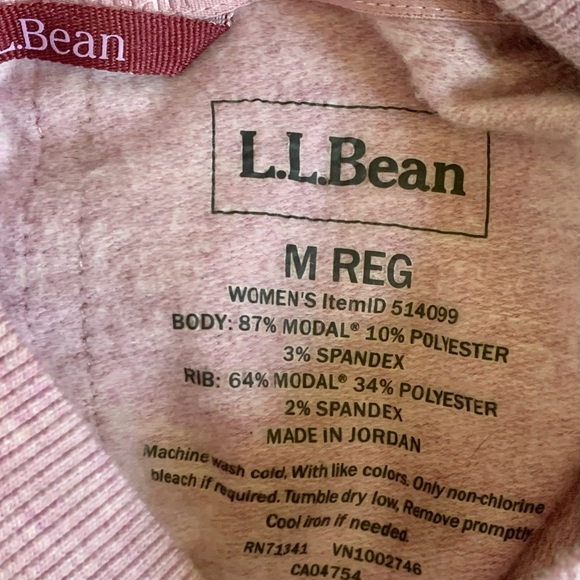 L.Bean
L.L.Bean
M REG
WOMEN'S ItemID 514099
BODY: 87% MODAL® 10% POLYESTER
3% SPANDEX
RIB: 64% MODAL® 34% POLYESTER
2% SPANDEX
MADE IN JORDAN
Machine wash cold, With like colors, Only non-chlorine
bleach if required. Tumble dry low, Remove promptly
Cool iron if needed.
RN71341 VN1002746
CA04754